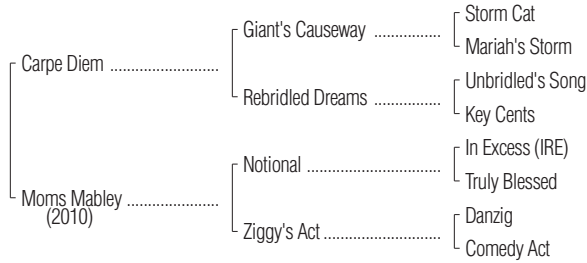 Storm Cat
Giant's Causeway ..................
Mariah's Storm
Carpe Diem .........................
Unbridled's Song
Rebridled Dreams ..................
Key Cents
In Excess (IRE)
Notional ...............................
Truly Blessed
Moms Mabley .....................
(2010)
Danzig
Ziggy's Act ...........................
Comedy Act